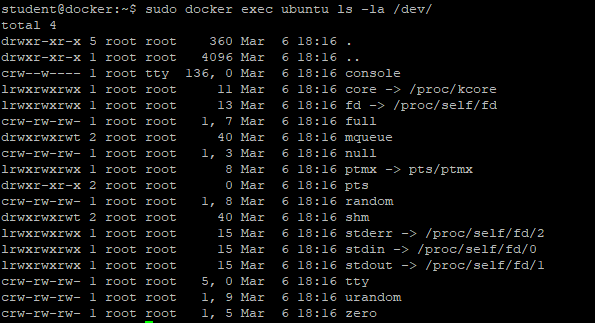 student@docker:~$ sudo docker exec ubuntu ls -la /dev/
total 4
drwxr-xr-x 5 root root    360 Mar  6 18:16 .
drwxr-xr-x 1 root root   4096 Mar  6 18:16 ..
crw--w---- 1 root tty  136, 0 Mar  6 18:16 console
lrwxrwxrwx 1 root root     11 Mar  6 18:16 core -> /proc/kcore
lrwxrwxrwx 1 root root     13 Mar  6 18:16 fd -> /proc/self/fd
crw-rw-rw- 1 root root   1, 7 Mar  6 18:16 full
drwxrwxrwt 2 root root     40 Mar  6 18:16 mqueue
crw-rw-rw- 1 root root   1, 3 Mar  6 18:16 null
lrwxrwxrwx 1 root root      8 Mar  6 18:16 ptmx -> pts/ptmx
drwxr-xr-x 2 root root      0 Mar  6 18:16 pts
crw-rw-rw- 1 root root   1, 8 Mar  6 18:16 random
drwxrwxrwt 2 root root     40 Mar  6 18:16 shm
lrwxrwxrwx 1 root root     15 Mar  6 18:16 stderr -> /proc/self/fd/2
lrwxrwxrwx 1 root root     15 Mar  6 18:16 stdin -> /proc/self/fd/0
lrwxrwxrwx 1 root root     15 Mar  6 18:16 stdout -> /proc/self/fd/1
crw-rw-rw- 1 root root   5, 0 Mar  6 18:16 tty
crw-rw-rw- 1 root root   1, 9 Mar  6 18:16 urandom
crw-rw-rw- 1 root root   1, 5 Mar  6 18:16 zero